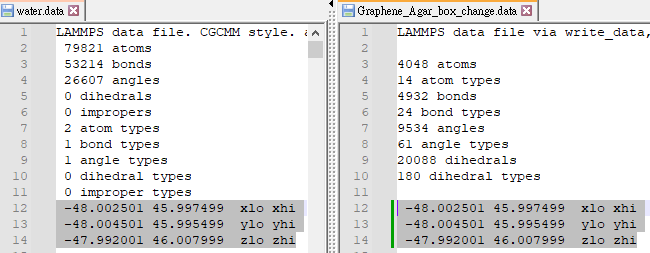 water.data
1 LAMMPS data file. CGCMM style. a
2 79821 atoms
3 53214 bonds
4 26607 angles
5 0 dihedrals
6 0 impropers
7 2 atom types
8 1 bond types
9 1 angle types
10 0 dihedral types
11 0 improper types
12 -48.002501 45.997499 xlo xhi
13 -48.004501 45.995499 ylo yhi
14 -47.992001 46.007999 zlo zhi
Graphene_Agar_box_change.data
1 LAMMPS data file via write_data,
2
3 4048 atoms
4 14 atom types
5 4932 bonds
6 24 bond types
7 9534 angles
8 61 angle types
9 20088 dihedrals
10 180 dihedral types
11
12 -48.002501 45.997499 xlo xhi
13 -48.004501 45.995499 ylo yhi
14 -47.992001 46.007999 zlo zhi